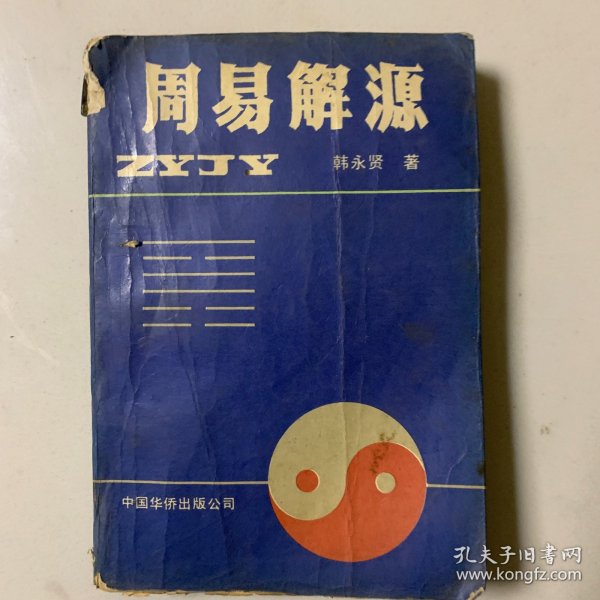 周易解源
ZYJY
韩永贤 著
中国华侨出版公司
孔夫子旧书网
www.kongfz.com